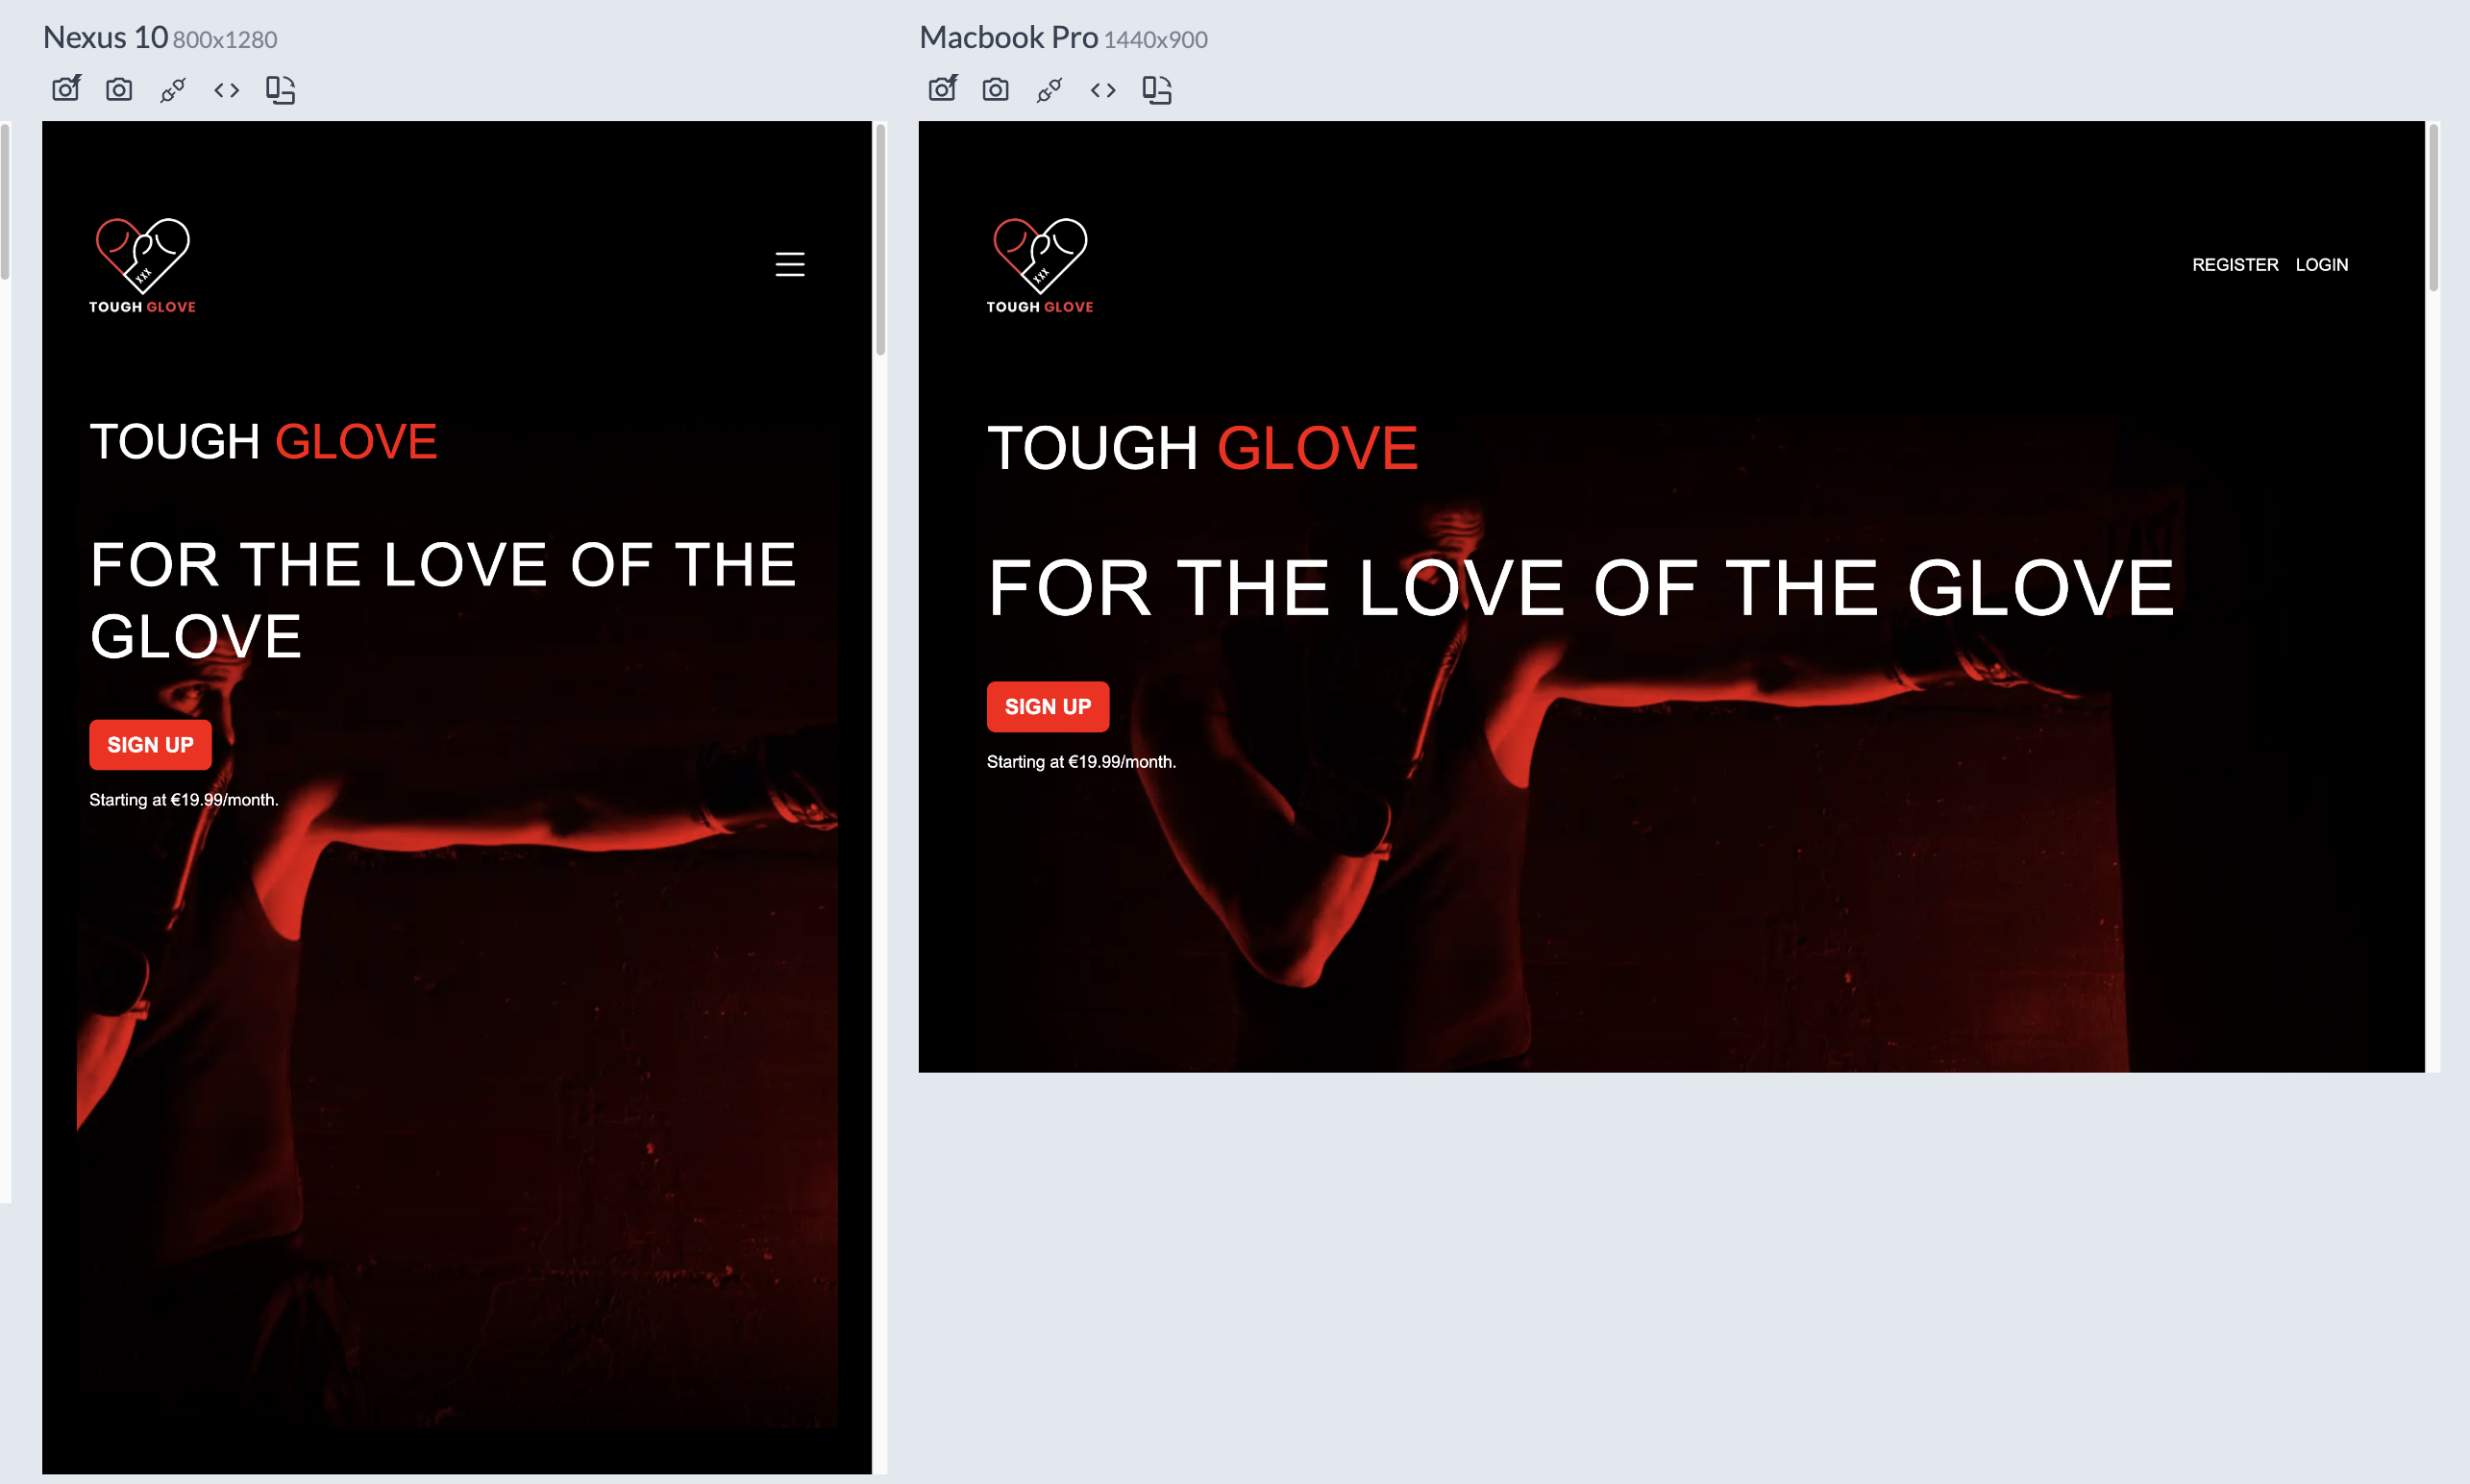 Nexus 10 800x1280
TOUGH GLOVE
TOUGH GLOVE
FOR THE LOVE OF THE
GLOVE
SIGN UP
Starting at €19.99/month.
Macbook Pro 1440x900
XXX
TOUGH GLOVE
REGISTER LOGIN
TOUGH GLOVE
FOR THE LOVE OF THE GLOVE
SIGN UP
Starting at €19.99/month.